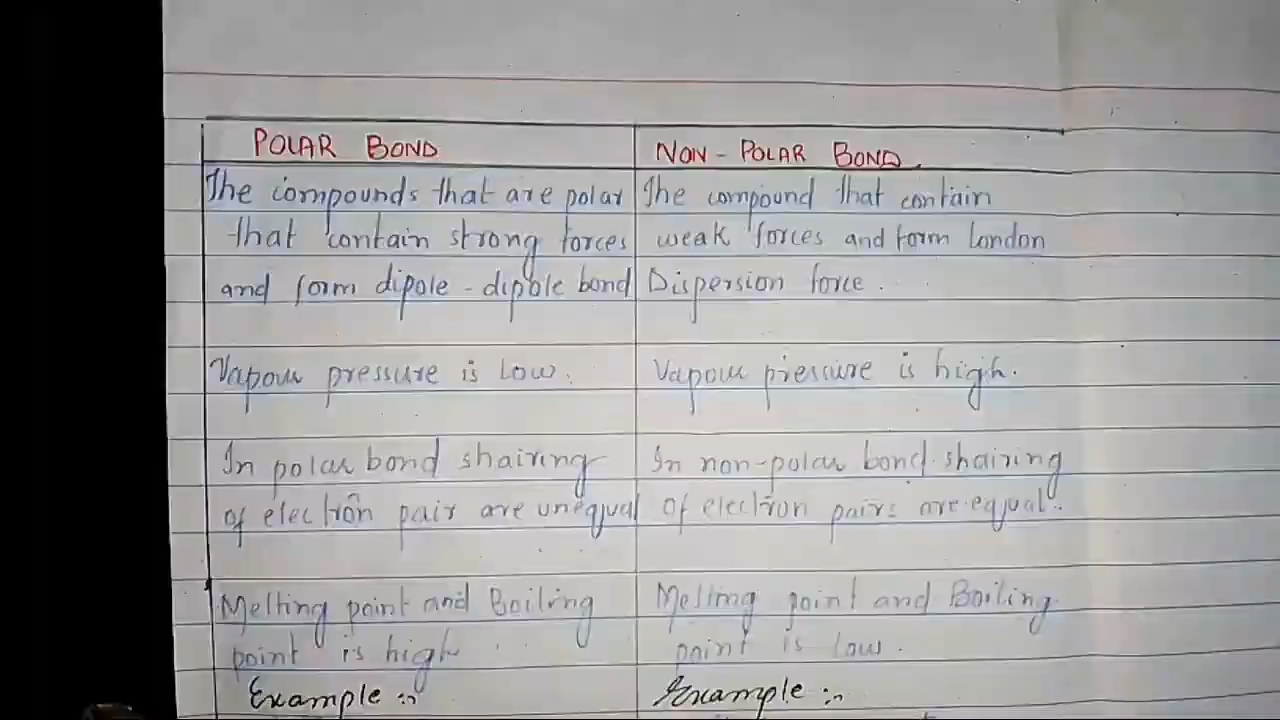 POLAR BOND
The compounds that are polar
that contain strong forces
and form dipole - dipole bond
Vapour pressure is low.
In polar bond shairing
of electron pair are unequal
Melting point and Boiling
point is high
Example :-
NON - POLAR BOND.
The compound that contain
weak forces and form london
Dispersion force.
Vapour pressure is high.
In non-polar bond shairing
of electron pairs are equal.
Melting point and Boiling
point is low.
Example :-